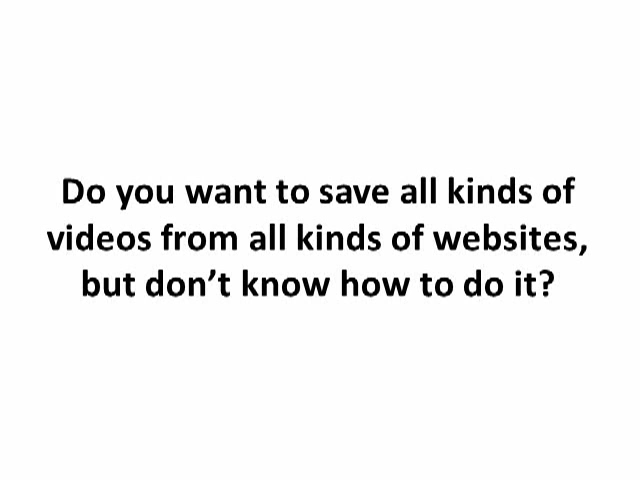 Do you want to save all kinds of
videos from all kinds of websites,
but don’t know how to do it?